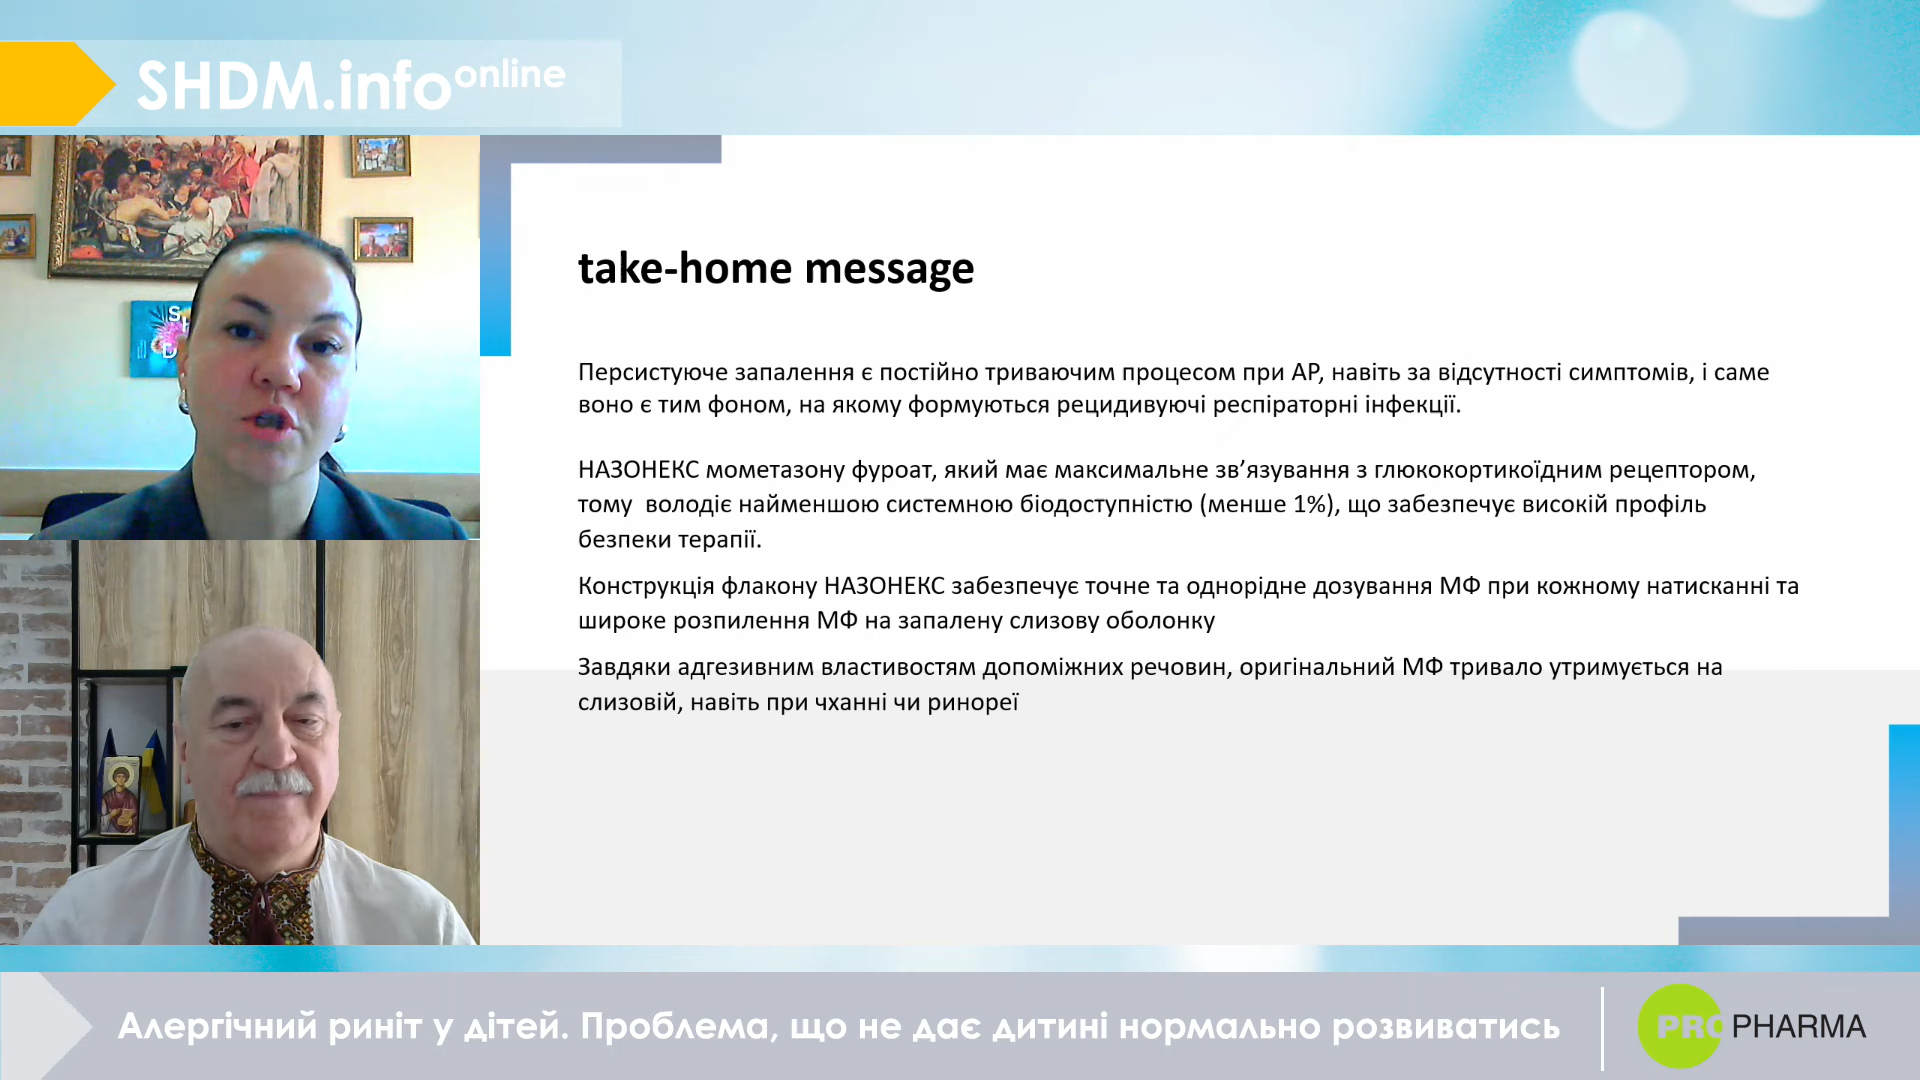 SHDM.info online
take-home message
Персистуюче запалення є постійно триваючим процесом при АР, навіть за відсутності симптомів, і саме
воно є тим фоном, на якому формуються рецидивуючі респіраторні інфекції.
НАЗОНЕКС мометазону фуроат, який має максимальне зв’язування з глюкокортикоїдним рецептором,
тому  володіє найменшою системною біодоступністю (менше 1%), що забезпечує високій профіль
безпеки терапії.
Конструкція флакону НАЗОНЕКС забезпечує точне та однорідне дозування МФ при кожному натисканні та
широке розпилення МФ на запалену слизову оболонку
Завдяки адгезивним властивостям допоміжних речовин, оригінальний МФ тривало утримується на
слизовій, навіть при чханні чи ринореї
Алергічний риніт у дітей. Проблема, що не дає дитині нормально розвиватись
PRO PHARMA